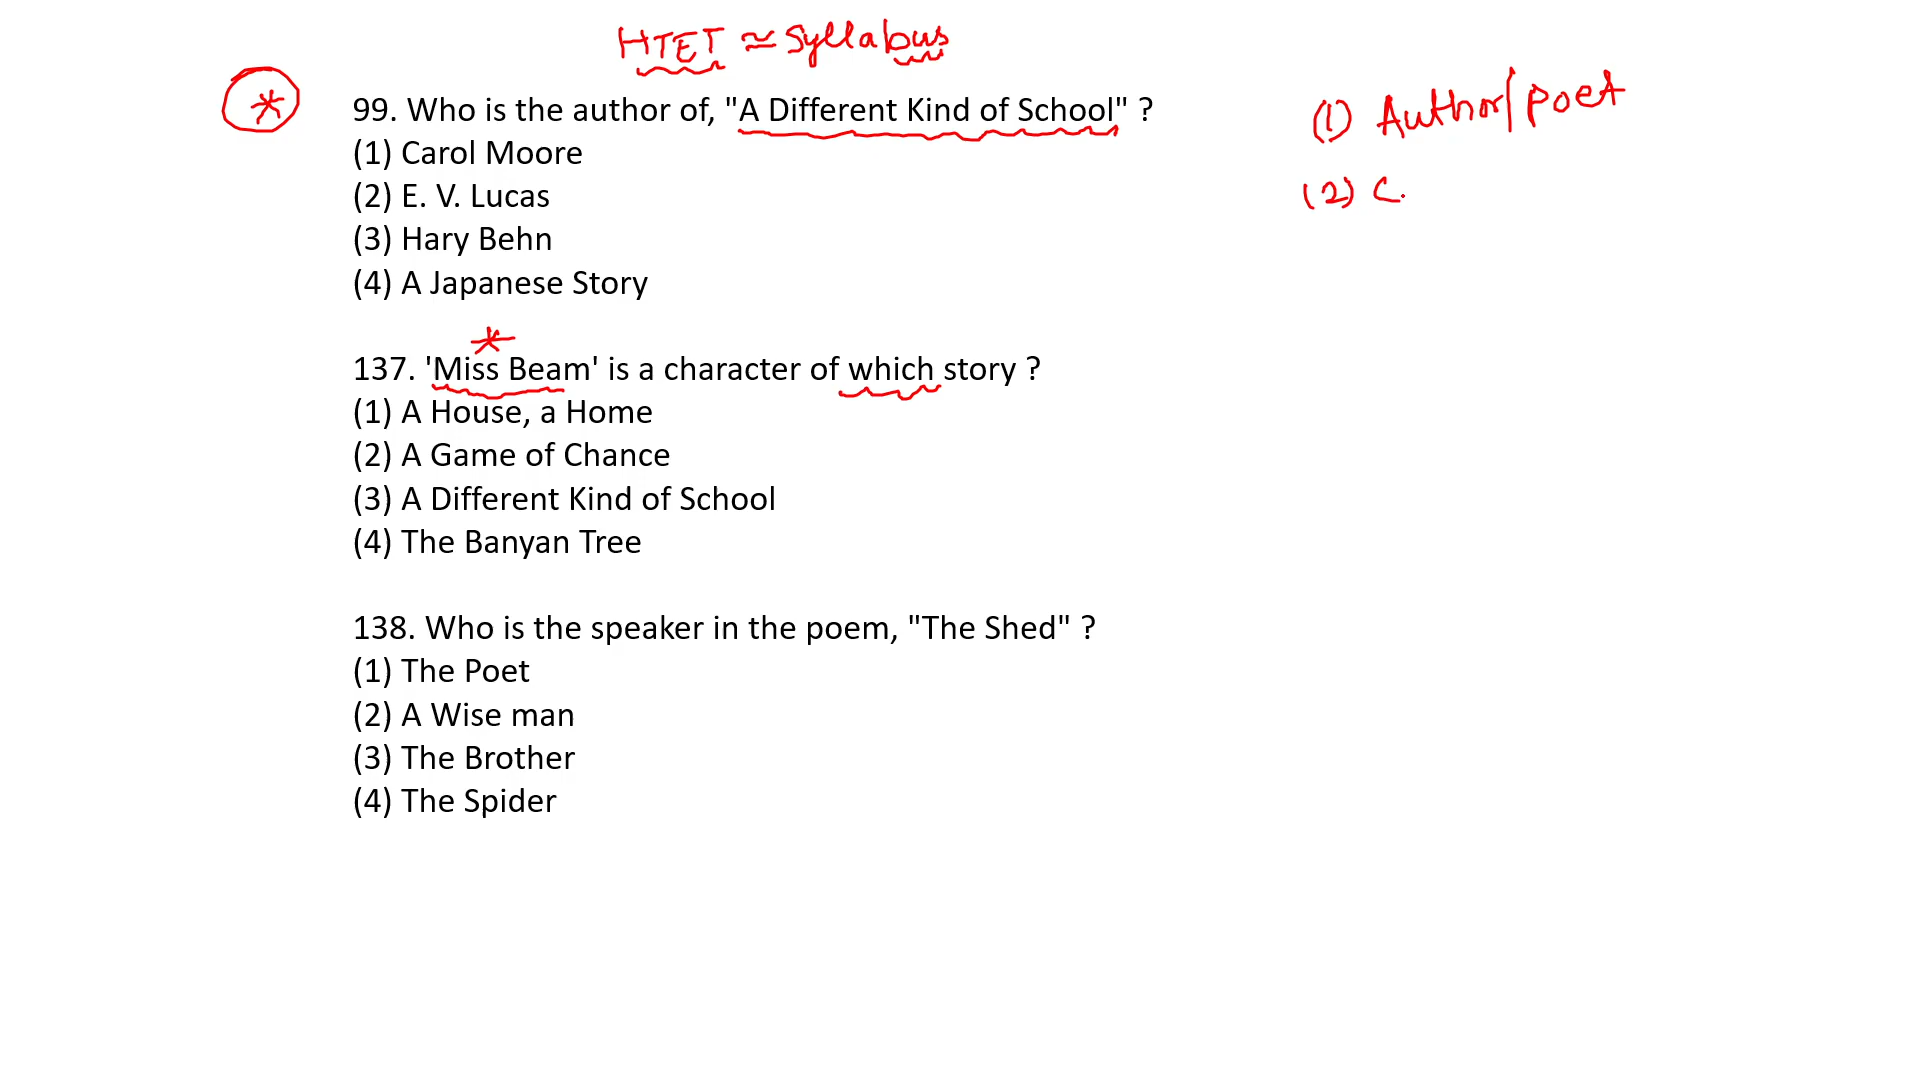 HTET ≈ Syllabus
99. Who is the author of, "A Different Kind of School" ?
(1) Carol Moore
(2) E. V. Lucas
(3) Hary Behn
(4) A Japanese Story
(1) Author/poet
(2) C.
137. 'Miss Beam' is a character of which story ?
(1) A House, a Home
(2) A Game of Chance
(3) A Different Kind of School
(4) The Banyan Tree
138. Who is the speaker in the poem, "The Shed" ?
(1) The Poet
(2) A Wise man
(3) The Brother
(4) The Spider